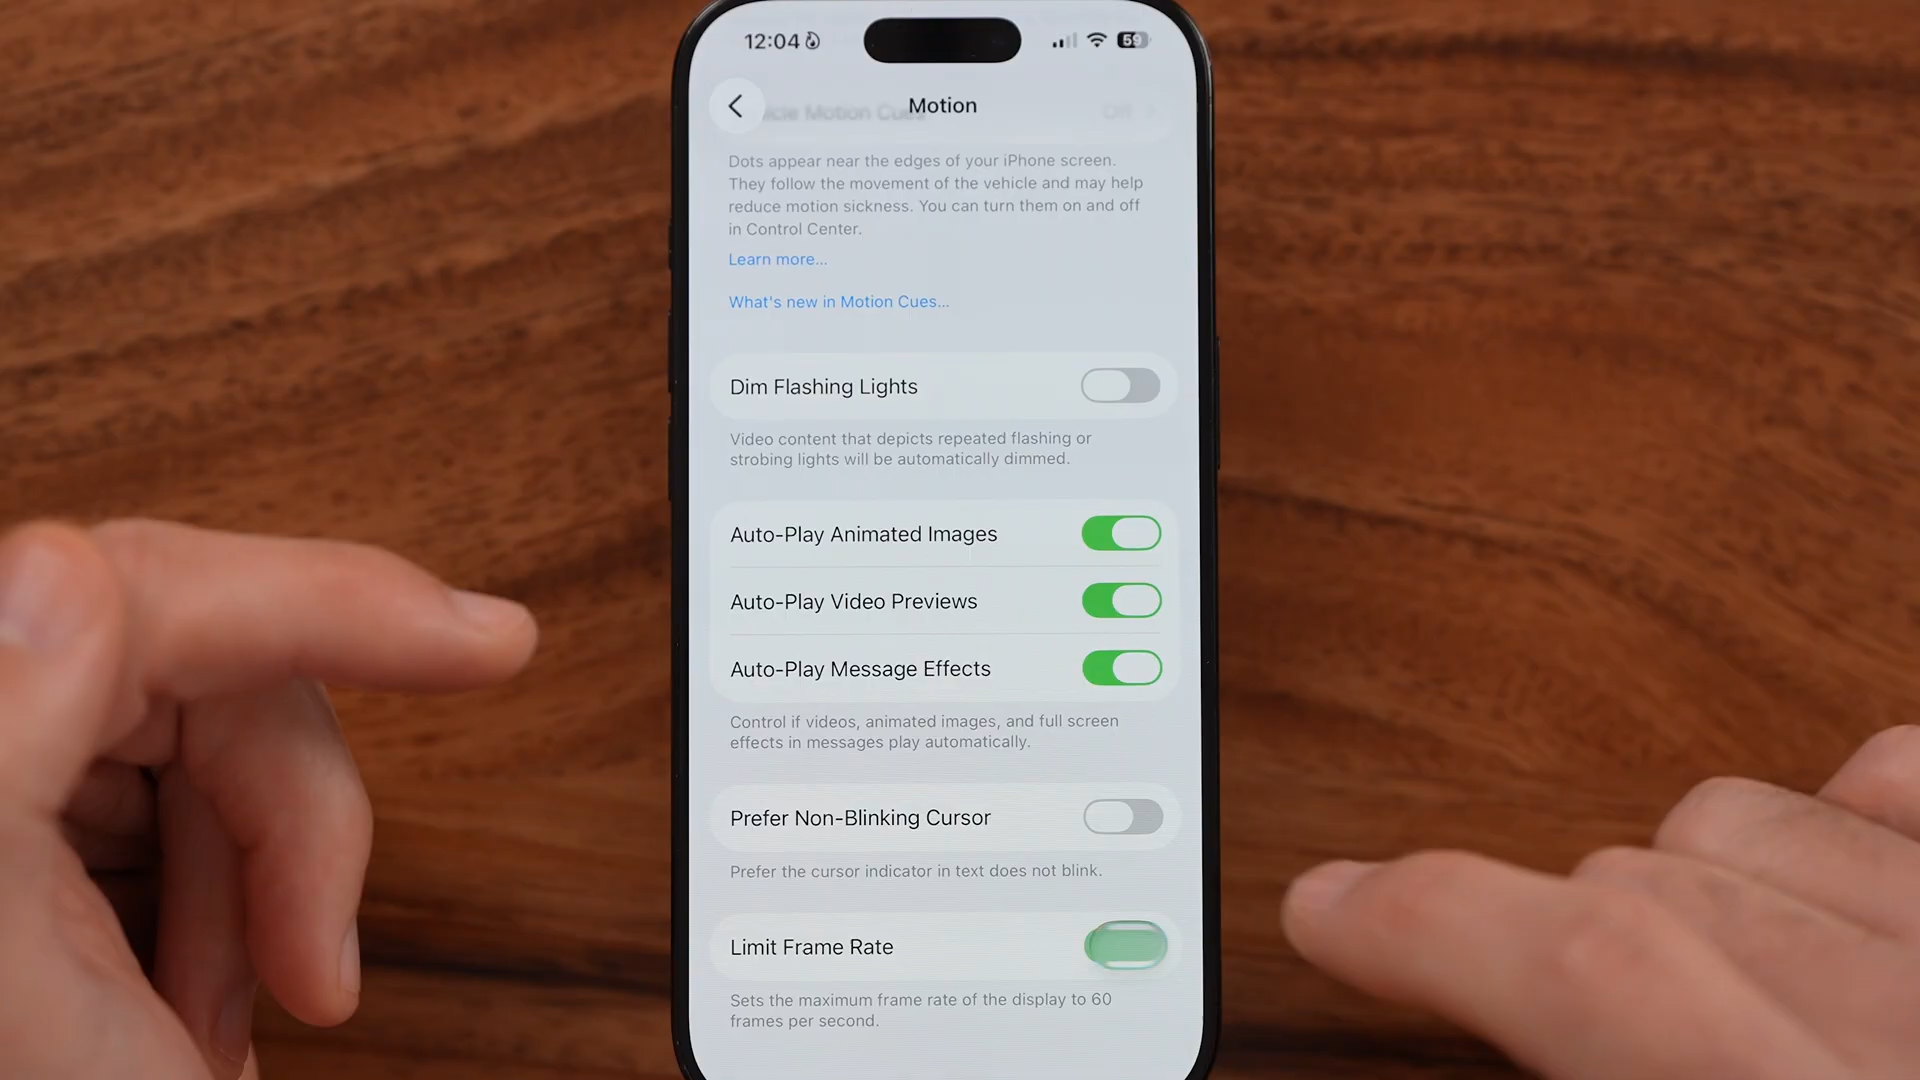 12:04
59
Motion
Motion Cues
Off
Dots appear near the edges of your iPhone screen.
They follow the movement of the vehicle and may help
reduce motion sickness. You can turn them on and off
in Control Center.
Learn more...
What's new in Motion Cues...
Dim Flashing Lights
Video content that depicts repeated flashing or
strobing lights will be automatically dimmed.
Auto-Play Animated Images
Auto-Play Video Previews
Auto-Play Message Effects
Control if videos, animated images, and full screen
effects in messages play automatically.
Prefer Non-Blinking Cursor
Prefer the cursor indicator in text does not blink.
Limit Frame Rate
Sets the maximum frame rate of the display to 60
frames per second.